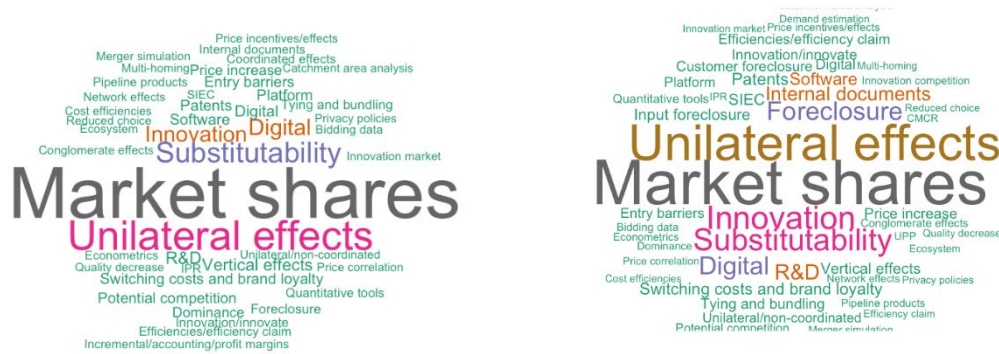 Price incentives/effects
Internal documents
Merger simulation Coordinated effects
Multi-homing Price increase Catchment area analysis
Pipeline products Entry barriers
Network effects SIEC Platform
Cost efficiencies Patents Digital Tying and bundling
Reduced choice Software Privacy policies
Ecosystem Innovation Digital Bidding data
Conglomerate effects Substitutability Innovation market
Market shares
Unilateral effects
Econometrics R&D Unilateral/non-coordinated
Quality decrease IPR Vertical effects Price correlation
Switching costs and brand loyalty
Potential competition Quantitative tools
Dominance Foreclosure
Innovation/innovate
Efficiencies/efficiency claim
Incremental/accounting/profit margins
Demand estimation
Innovation market Price incentives/effects
Efficiencies/efficiency claim
Innovation/innovate
Customer foreclosure Digital Multi-homing
Platform Patents Software Innovation competition
Quantitative tools IPR SIEC Internal documents
Input foreclosure Foreclosure Reduced choice
CMCR
Unilateral effects
Market shares
Entry barriers Innovation Price increase
Bidding data Conglomerate effects
Econometrics Substitutability UPP Quality decrease
Dominance Ecosystem
Price correlation Digital R&D Vertical effects
Cost efficiencies Network effects Privacy policies
Switching costs and brand loyalty
Tying and bundling Pipeline products
Unilateral/non-coordinated Efficiency claim
Potential competition Merger simulation